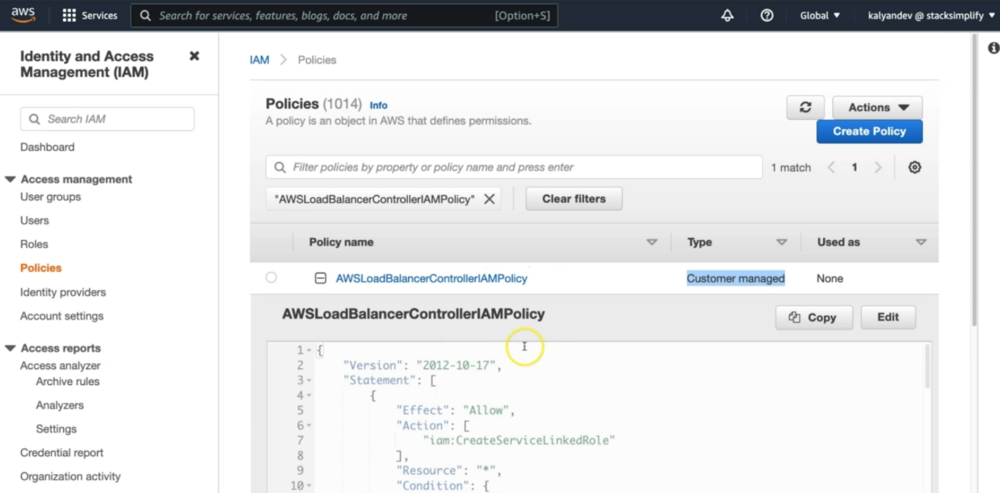 aws Services Search for services, features, blogs, docs, and more [Option+S] Global kalyandev @ stacksimplify
Identity and Access
Management (IAM)
Search IAM
Dashboard
Access management
User groups
Users
Roles
Policies
Identity providers
Account settings
Access reports
Access analyzer
Archive rules
Analyzers
Settings
Credential report
Organization activity
IAM > Policies
Policies (1014) Info
A policy is an object in AWS that defines permissions.
Actions
Create Policy
Filter policies by property or policy name and press enter
1 match < 1 >
"AWSLoadBalancerControllerIAMPolicy" Clear filters
Policy name Type Used as
AWSLoadBalancerControllerIAMPolicy Customer managed None
AWSLoadBalancerControllerIAMPolicy Copy Edit
1 {
2 "Version": "2012-10-17",
3 "Statement": [
4 {
5 "Effect": "Allow",
6 "Action": [
7 "iam:CreateServiceLinkedRole"
8 ],
9 "Resource": "*",
10 "Condition": {